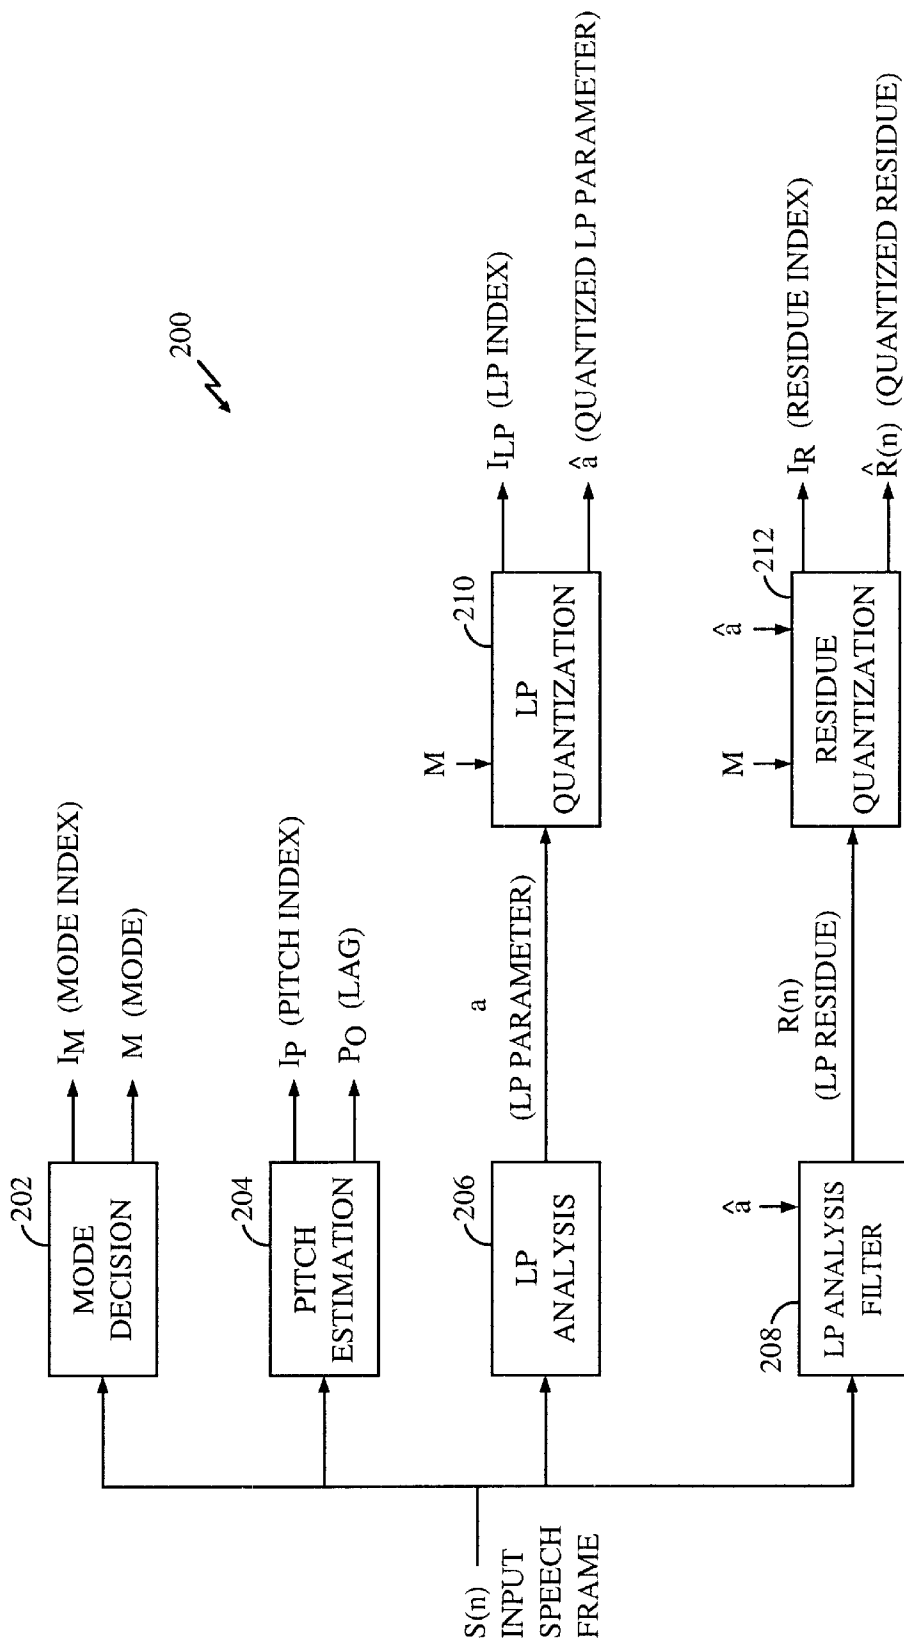 200
202
MODE
DECISION
I_M (MODE INDEX)
M (MODE)
204
PITCH
ESTIMATION
I_P (PITCH INDEX)
P_O (LAG)
S(n)
INPUT
SPEECH
FRAME
206
LP
ANALYSIS
a
(LP PARAMETER)
M
210
LP
QUANTIZATION
I_LP (LP INDEX)
â (QUANTIZED LP PARAMETER)
208
â
LP ANALYSIS
FILTER
R(n)
(LP RESIDUE)
M
â
212
RESIDUE
QUANTIZATION
I_R (RESIDUE INDEX)
R̂(n) (QUANTIZED RESIDUE)